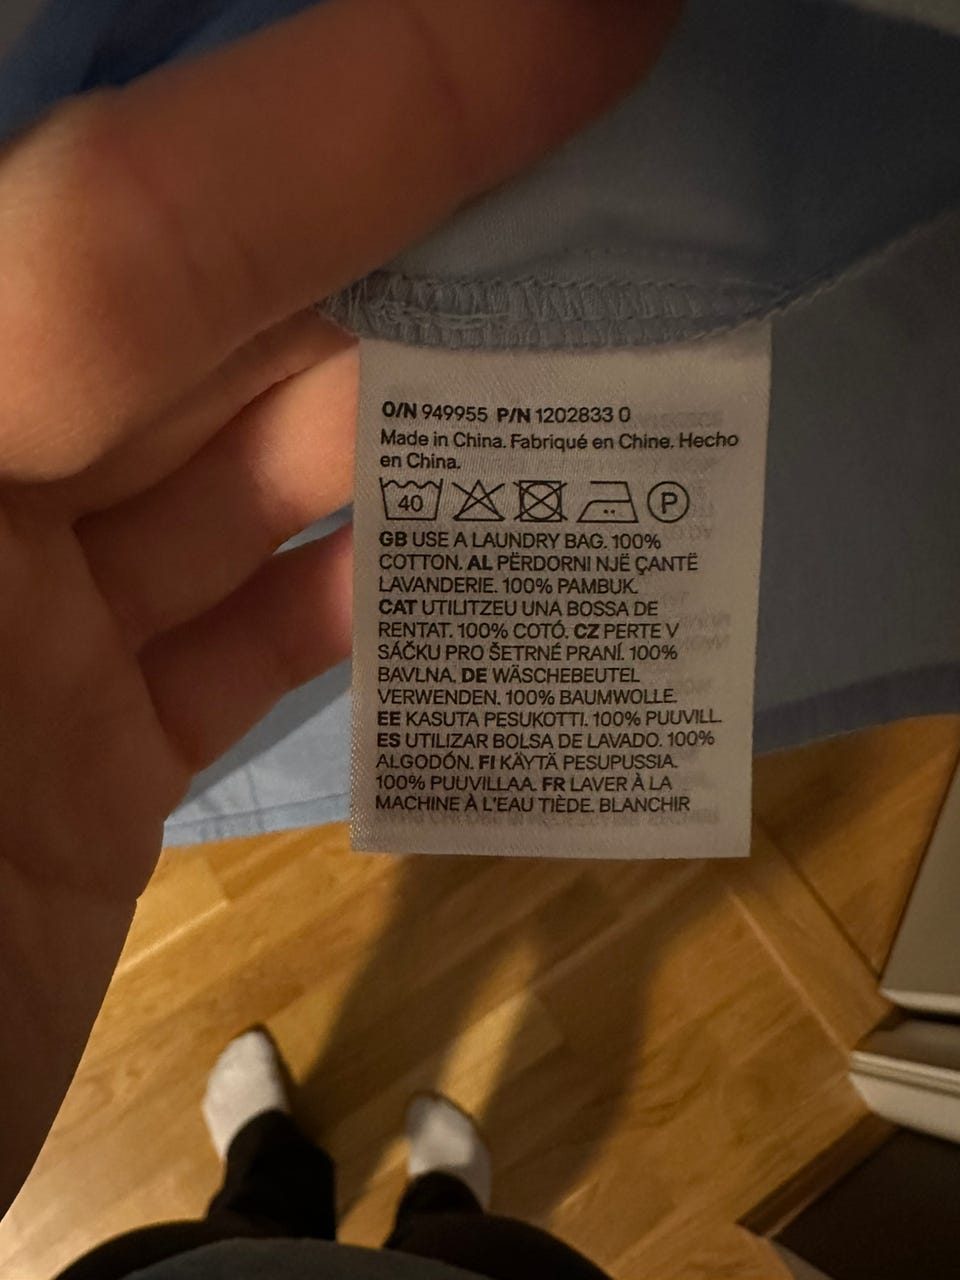 O/N 949955 P/N 1202833 0
Made in China. Fabriqué en Chine. Hecho
en China.
40 P
GB USE A LAUNDRY BAG. 100%
COTTON. AL PËRDORNI NJË ÇANTË
LAVANDERIE. 100% PAMBUK.
CAT UTILITZEU UNA BOSSA DE
RENTAT. 100% COTÓ. CZ PERTE V
SÁČKU PRO ŠETRNÉ PRANÍ. 100%
BAVLNA. DE WÄSCHEBEUTEL
VERWENDEN. 100% BAUMWOLLE.
EE KASUTA PESUKOTTI. 100% PUUVILL.
ES UTILIZAR BOLSA DE LAVADO. 100%
ALGODÓN. FI KÄYTÄ PESUPUSSIA.
100% PUUVILLAA. FR LAVER À LA
MACHINE À L'EAU TIÈDE. BLANCHIR